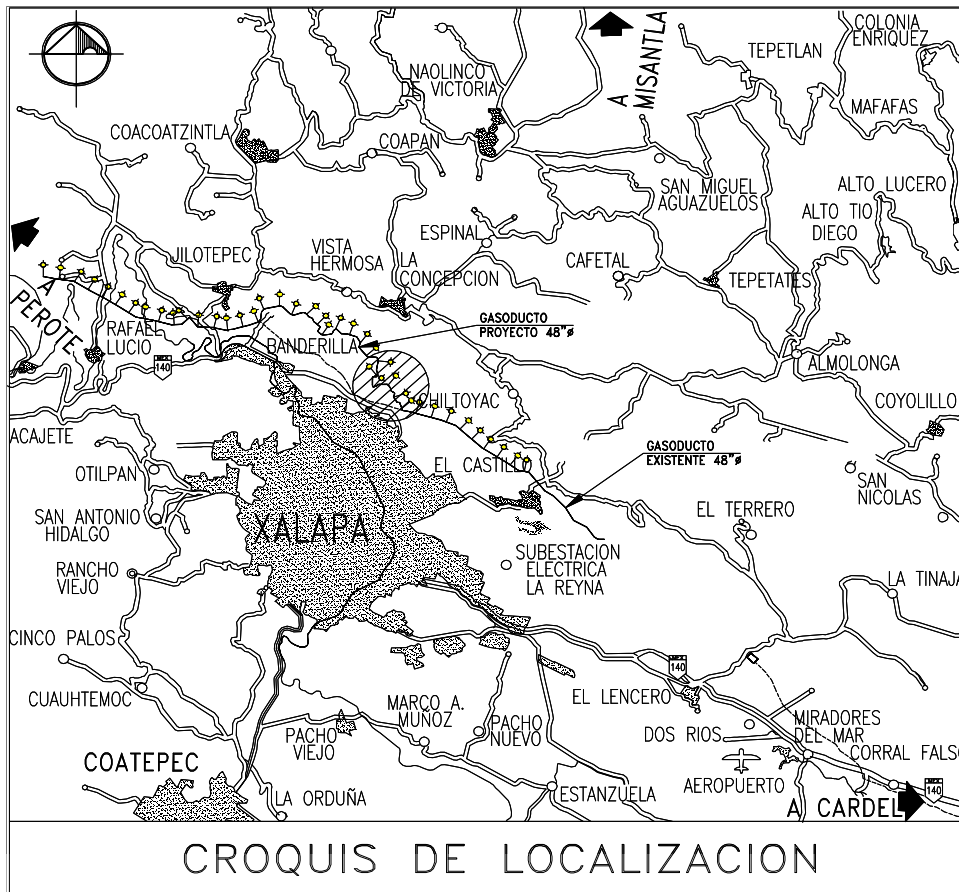 COLONIA
ENRIQUEZ
TEPETLAN
A
MISANTLA
NAOLINCO
DE VICTORIA
MAFAFAS
COACOATZINTLA
COAPAN
SAN MIGUEL
AGUAZUELOS
ALTO LUCERO
ALTO TIO
DIEGO
ESPINAL
JILOTEPEC
VISTA
HERMOSA
LA
CONCEPCION
CAFETAL
TEPETATES
A
PEROTE
GASODUCTO
PROYECTO 48"ø
RAFAEL
LUCIO
BANDERILLA
140
ALMOLONGA
CHILTOYAC
COYOLILLO
ACAJETE
GASODUCTO
EXISTENTE 48"ø
OTILPAN
EL CASTILLO
SAN
NICOLAS
SAN ANTONIO
HIDALGO
XALAPA
EL TERRERO
SUBESTACION
ELECTRICA
LA REYNA
RANCHO
VIEJO
LA TINAJA
CINCO PALOS
140
CUAUHTEMOC
MARCO A.
MUÑOZ
EL LENCERO
PACHO
VIEJO
PACHO
NUEVO
DOS RIOS
MIRADORES
DEL MAR
CORRAL FALSO
COATEPEC
AEROPUERTO
LA ORDUÑA
ESTANZUELA
A CARDEL
140
CROQUIS DE LOCALIZACION